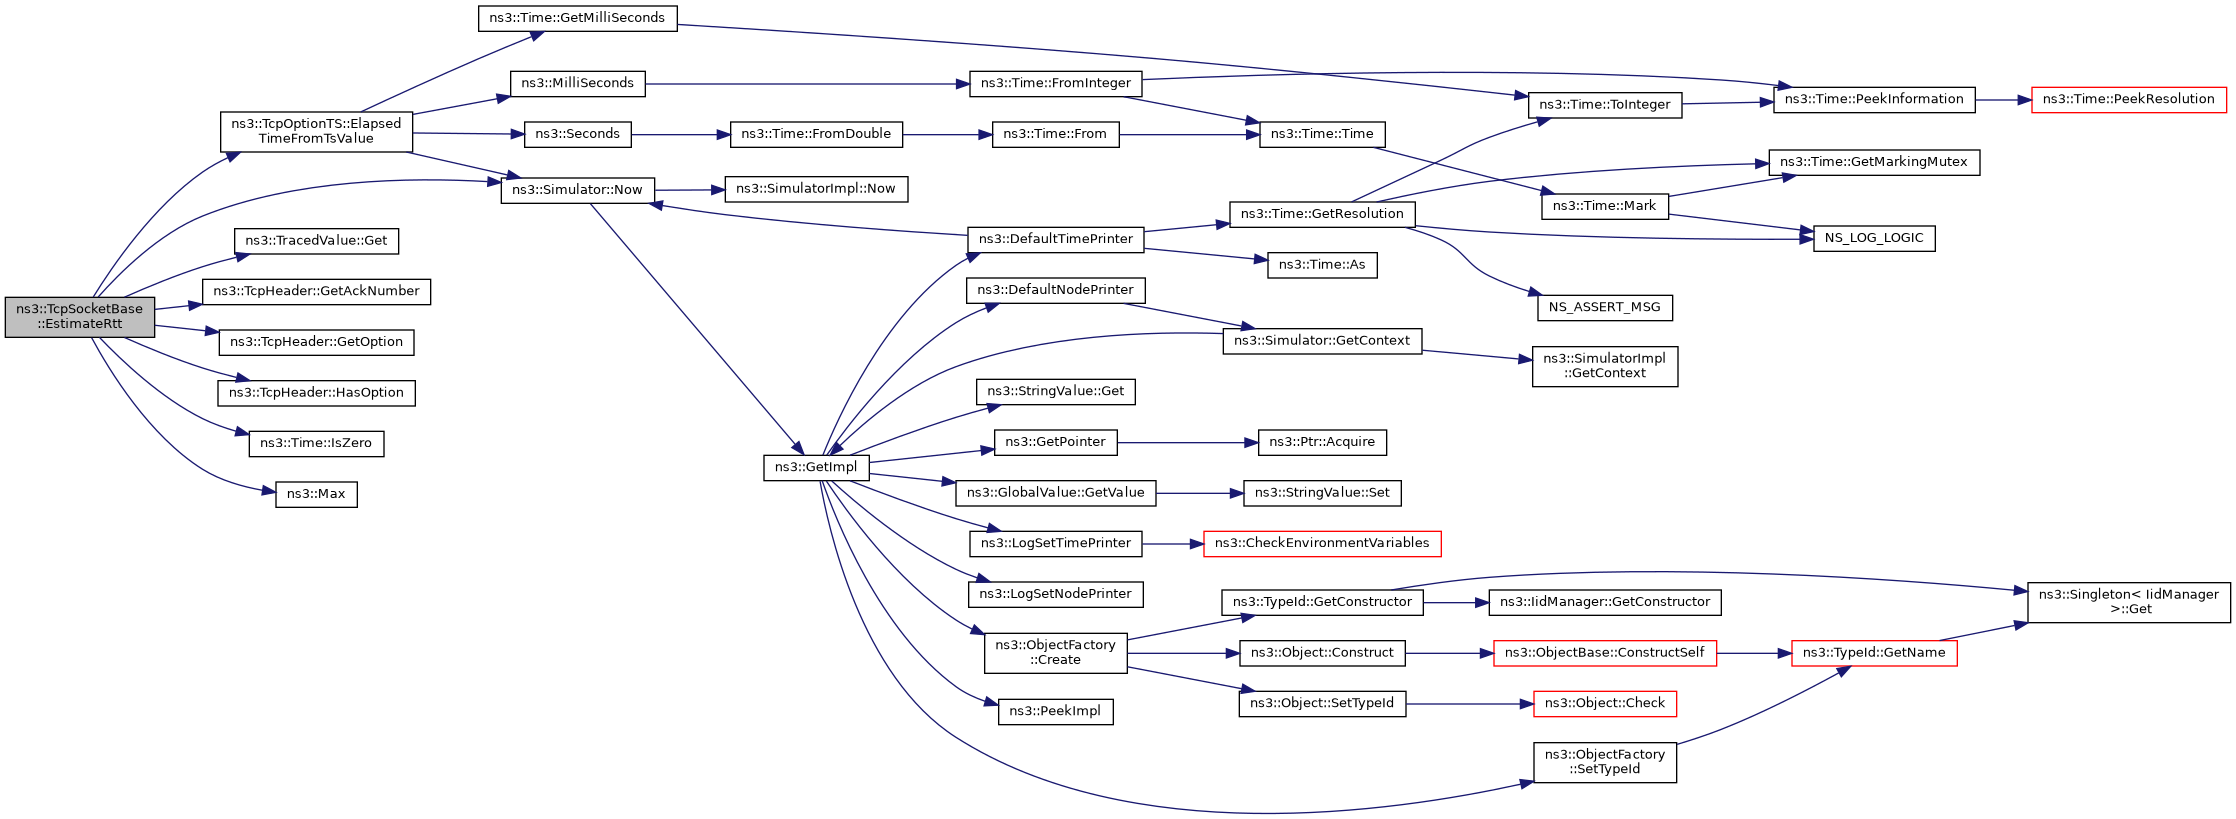 ns3::TcpSocketBase
::EstimateRtt
ns3::TcpOptionTS::Elapsed
TimeFromTsValue
ns3::Time::GetMilliSeconds
ns3::MilliSeconds
ns3::Seconds
ns3::Simulator::Now
ns3::TracedValue::Get
ns3::TcpHeader::GetAckNumber
ns3::TcpHeader::GetOption
ns3::TcpHeader::HasOption
ns3::Time::IsZero
ns3::Max
ns3::Time::FromDouble
ns3::SimulatorImpl::Now
ns3::GetImpl
ns3::Time::FromInteger
ns3::Time::From
ns3::DefaultTimePrinter
ns3::DefaultNodePrinter
ns3::StringValue::Get
ns3::GetPointer
ns3::GlobalValue::GetValue
ns3::LogSetTimePrinter
ns3::LogSetNodePrinter
ns3::ObjectFactory
::Create
ns3::PeekImpl
ns3::Time::Time
ns3::Time::GetResolution
ns3::Time::As
ns3::Simulator::GetContext
ns3::Ptr::Acquire
ns3::StringValue::Set
ns3::CheckEnvironmentVariables
ns3::TypeId::GetConstructor
ns3::Object::Construct
ns3::Object::SetTypeId
ns3::Time::ToInteger
ns3::Time::Mark
NS_ASSERT_MSG
ns3::SimulatorImpl
::GetContext
ns3::IidManager::GetConstructor
ns3::ObjectBase::ConstructSelf
ns3::Object::Check
ns3::ObjectFactory
::SetTypeId
ns3::Time::PeekInformation
ns3::Time::GetMarkingMutex
NS_LOG_LOGIC
ns3::TypeId::GetName
ns3::Time::PeekResolution
ns3::Singleton< IidManager
>::Get